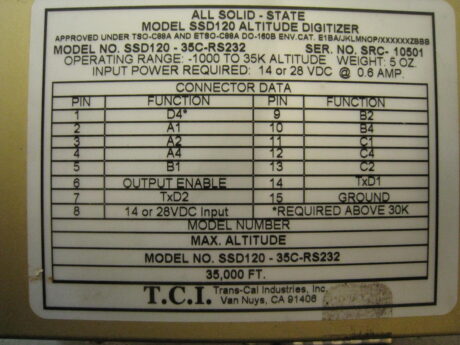 ALL SOLID - STATE
MODEL SSD120 ALTITUDE DIGITIZER
APPROVED UNDER TSO-C88A AND ETSO-C88A DO-160B ENV.CAT. E1BA/JKLMNOP/XXXXXXZBBB
MODEL NO. SSD120 - 35C-RS232 SER. NO. SRC- 10501
OPERATING RANGE: -1000 TO 35K ALTITUDE WEIGHT: 5 OZ.
INPUT POWER REQUIRED: 14 or 28 VDC @ 0.6 AMP.
CONNECTOR DATA
PIN FUNCTION PIN FUNCTION
1 D4* 9 B2
2 A1 10 B4
3 A2 11 C1
4 A4 12 C4
5 B1 13 C2
6 OUTPUT ENABLE 14 TxD1
7 TxD2 15 GROUND
8 14 or 28VDC Input *REQUIRED ABOVE 30K
MODEL NUMBER
MAX. ALTITUDE
MODEL NO. SSD120 - 35C-RS232
35,000 FT.
T.C.I. Trans-Cal Industries, Inc.
Van Nuys, CA 91406